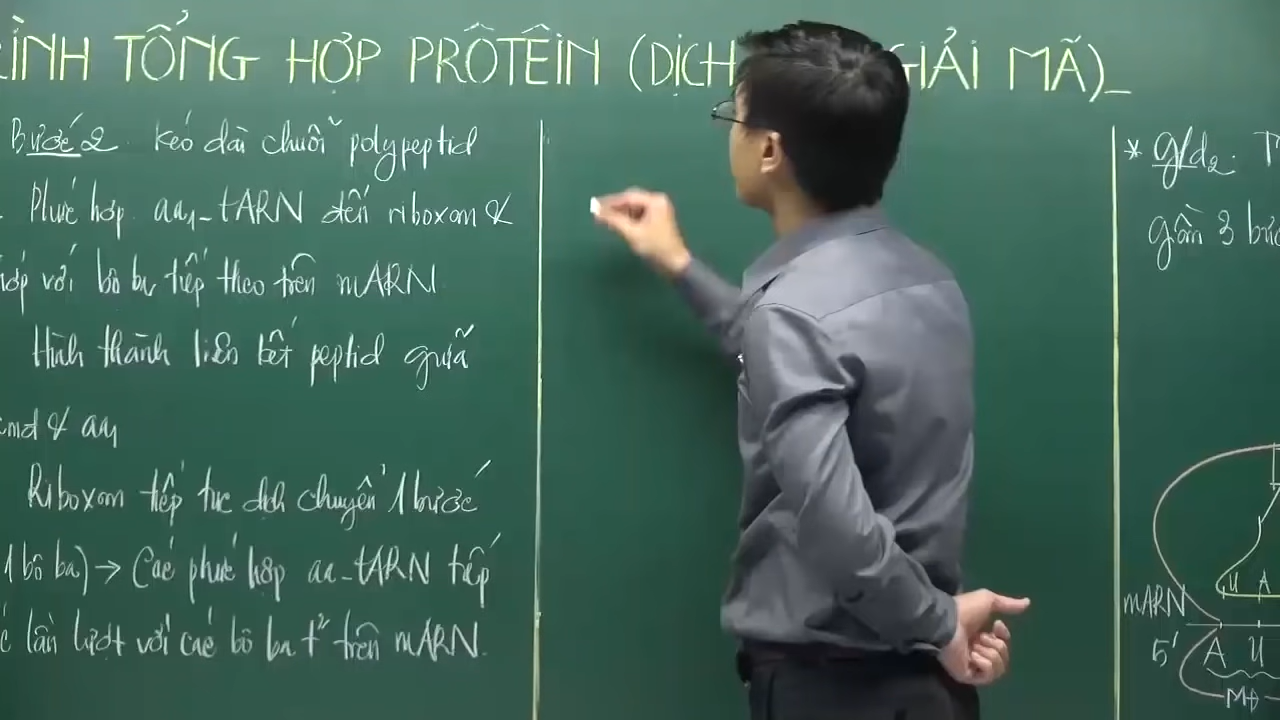 ÌNH TỔNG HỢP PRÔTÊIN (DỊCH GIẢI MÃ)_
Bước 2. Kéo dài chuỗi polypeptid
- Phức hợp aa1-tARN đến riboxom &
với bộ ba tiếp theo trên mARN
Hình thành liên kết peptid giữa
& aa1
Riboxom tiếp tục dịch chuyển 1 bước
1 bộ ba) → Các phức hợp aa-tARN tiếp
lần lượt với các bộ ba t² trên mARN.
* gđ2:
gồm 3
U A
mARN
5' A U
Mđ